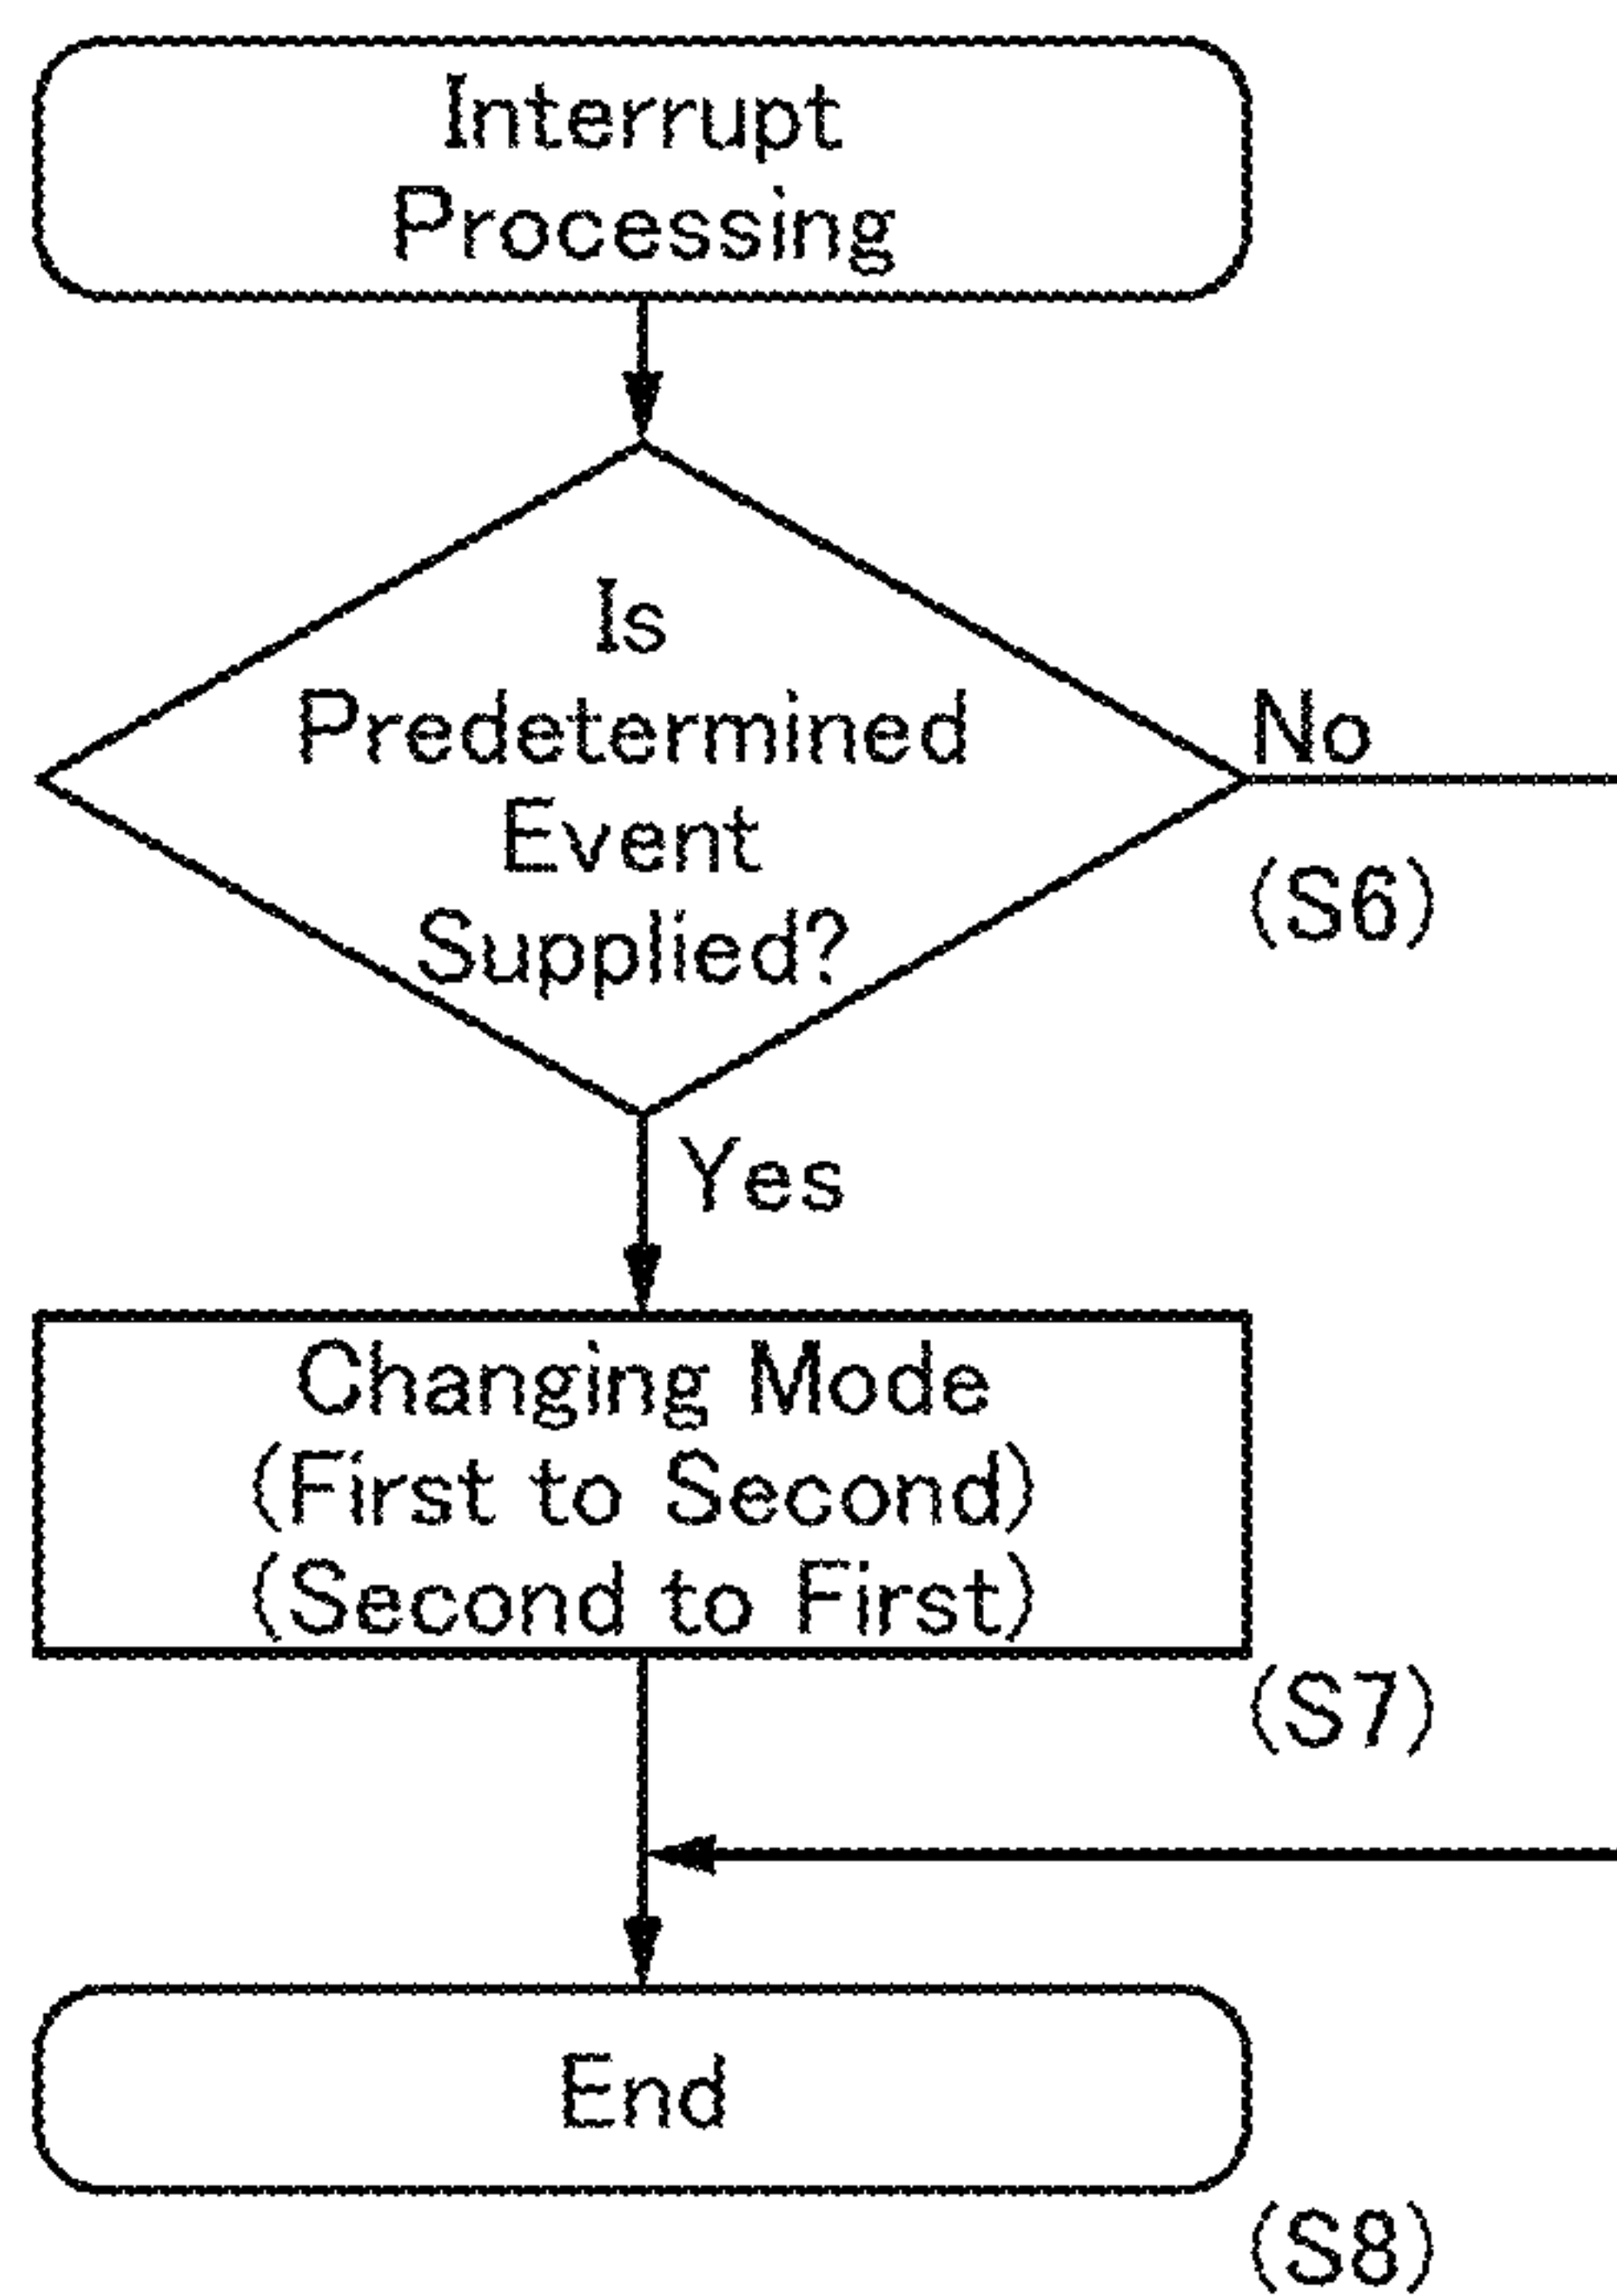 Interrupt
Processing
Is
Predetermined
Event
Supplied?
No
(S6)
Yes
Changing Mode
(First to Second)
(Second to First)
(S7)
End
(S8)